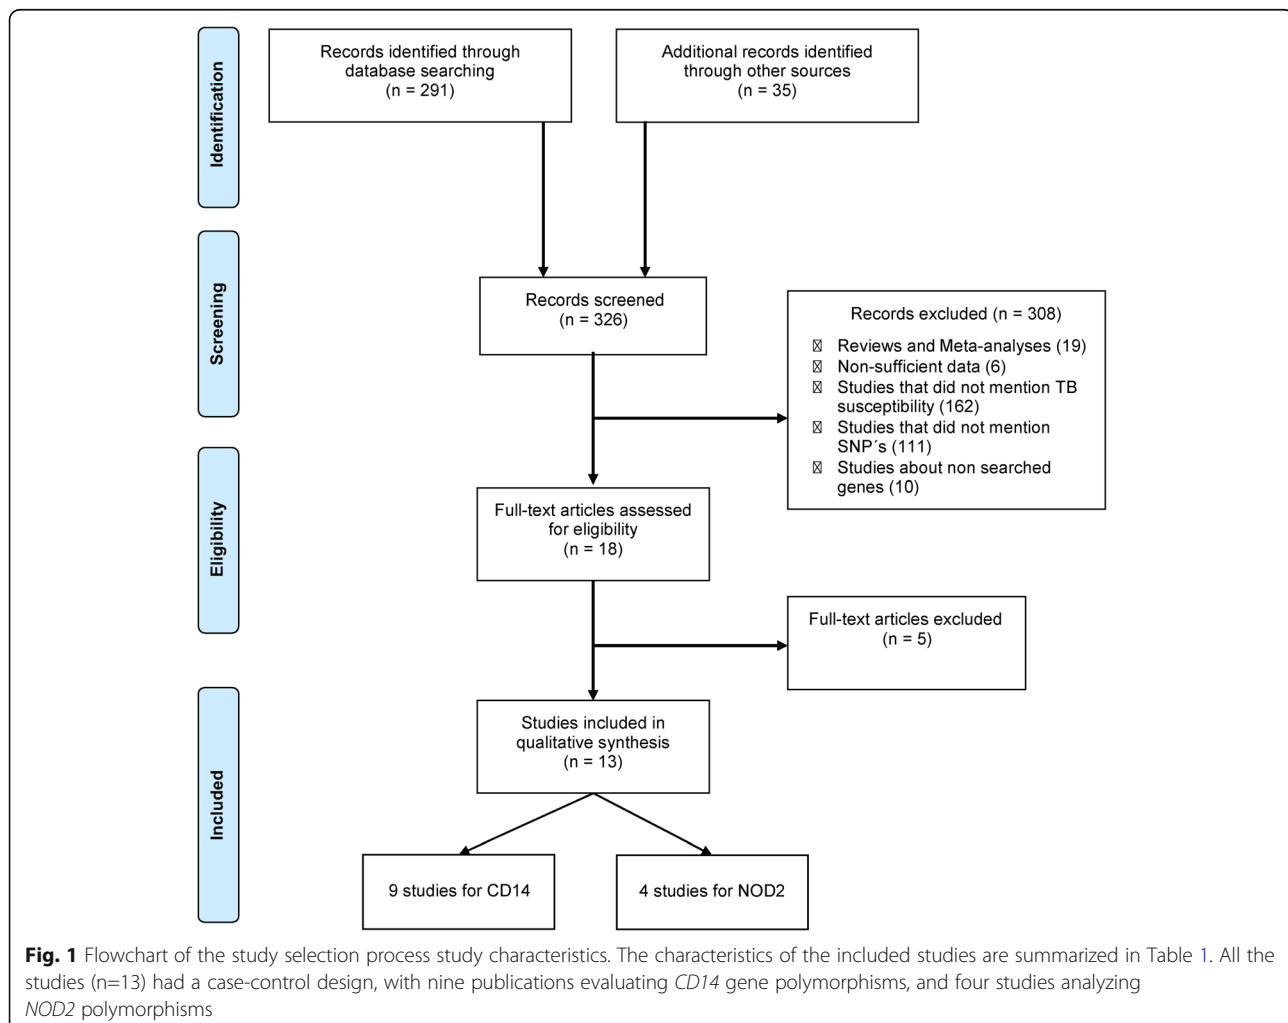 Identification
Records identified through
database searching
(n = 291)
Additional records identified
through other sources
(n = 35)
Screening
Records screened
(n = 326)
Records excluded (n = 308)
Reviews and Meta-analyses (19)
Non-sufficient data (6)
Studies that did not mention TB
susceptibility (162)
Studies that did not mention
SNP´s (111)
Studies about non searched
genes (10)
Eligibility
Full-text articles assessed
for eligibility
(n = 18)
Full-text articles excluded
(n = 5)
Included
Studies included in
qualitative synthesis
(n = 13)
9 studies for CD14
4 studies for NOD2
Fig. 1 Flowchart of the study selection process study characteristics. The characteristics of the included studies are summarized in Table 1. All the
studies (n=13) had a case-control design, with nine publications evaluating CD14 gene polymorphisms, and four studies analyzing
NOD2 polymorphisms